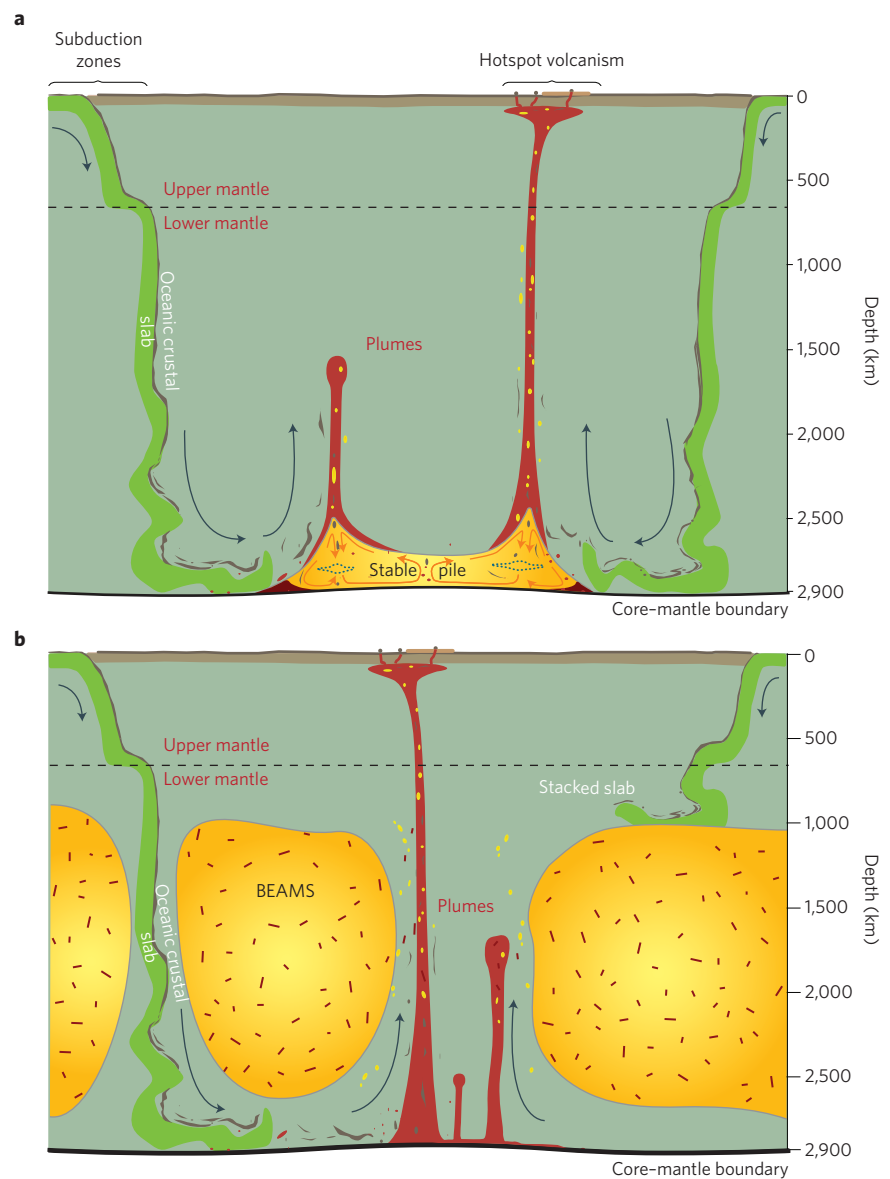 a
Subduction
zones
Hotspot volcanism
0
Upper mantle
500
Lower mantle
1,000
Oceanic crustal
slab
Plumes
1,500
Depth (km)
2,000
2,500
Stable pile
2,900
Core–mantle boundary
b
0
Upper mantle
500
Lower mantle
Stacked slab
1,000
BEAMS
Oceanic crustal
slab
Plumes
1,500
Depth (km)
2,000
2,500
2,900
Core–mantle boundary